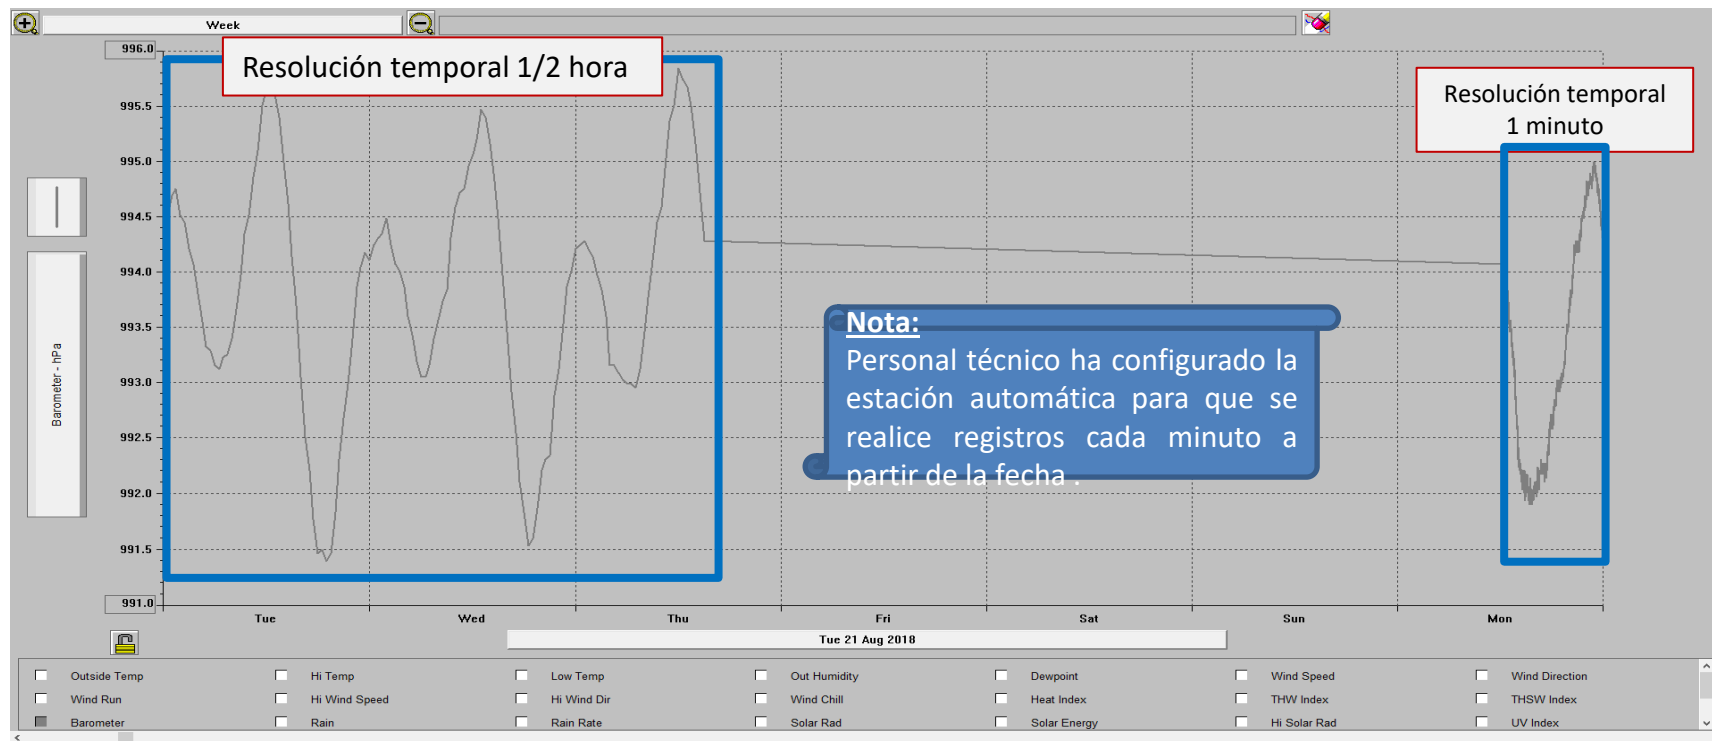 Week
Resolución temporal 1/2 hora
Resolución temporal
1 minuto
996.0
995.5
995.0
994.5
994.0
993.5
993.0
992.5
992.0
991.5
991.0
Barometer - hPa
Nota:
Personal técnico ha configurado la
estación automática para que se
realice registros cada minuto a
partir de la fecha .
Tue Wed Thu Fri Sat Sun Mon
Tue 21 Aug 2018
Outside Temp Hi Temp Low Temp Out Humidity Dewpoint Wind Speed Wind Direction
Wind Run Hi Wind Speed Hi Wind Dir Wind Chill Heat Index THW Index THSW Index
Barometer Rain Rain Rate Solar Rad Solar Energy Hi Solar Rad UV Index